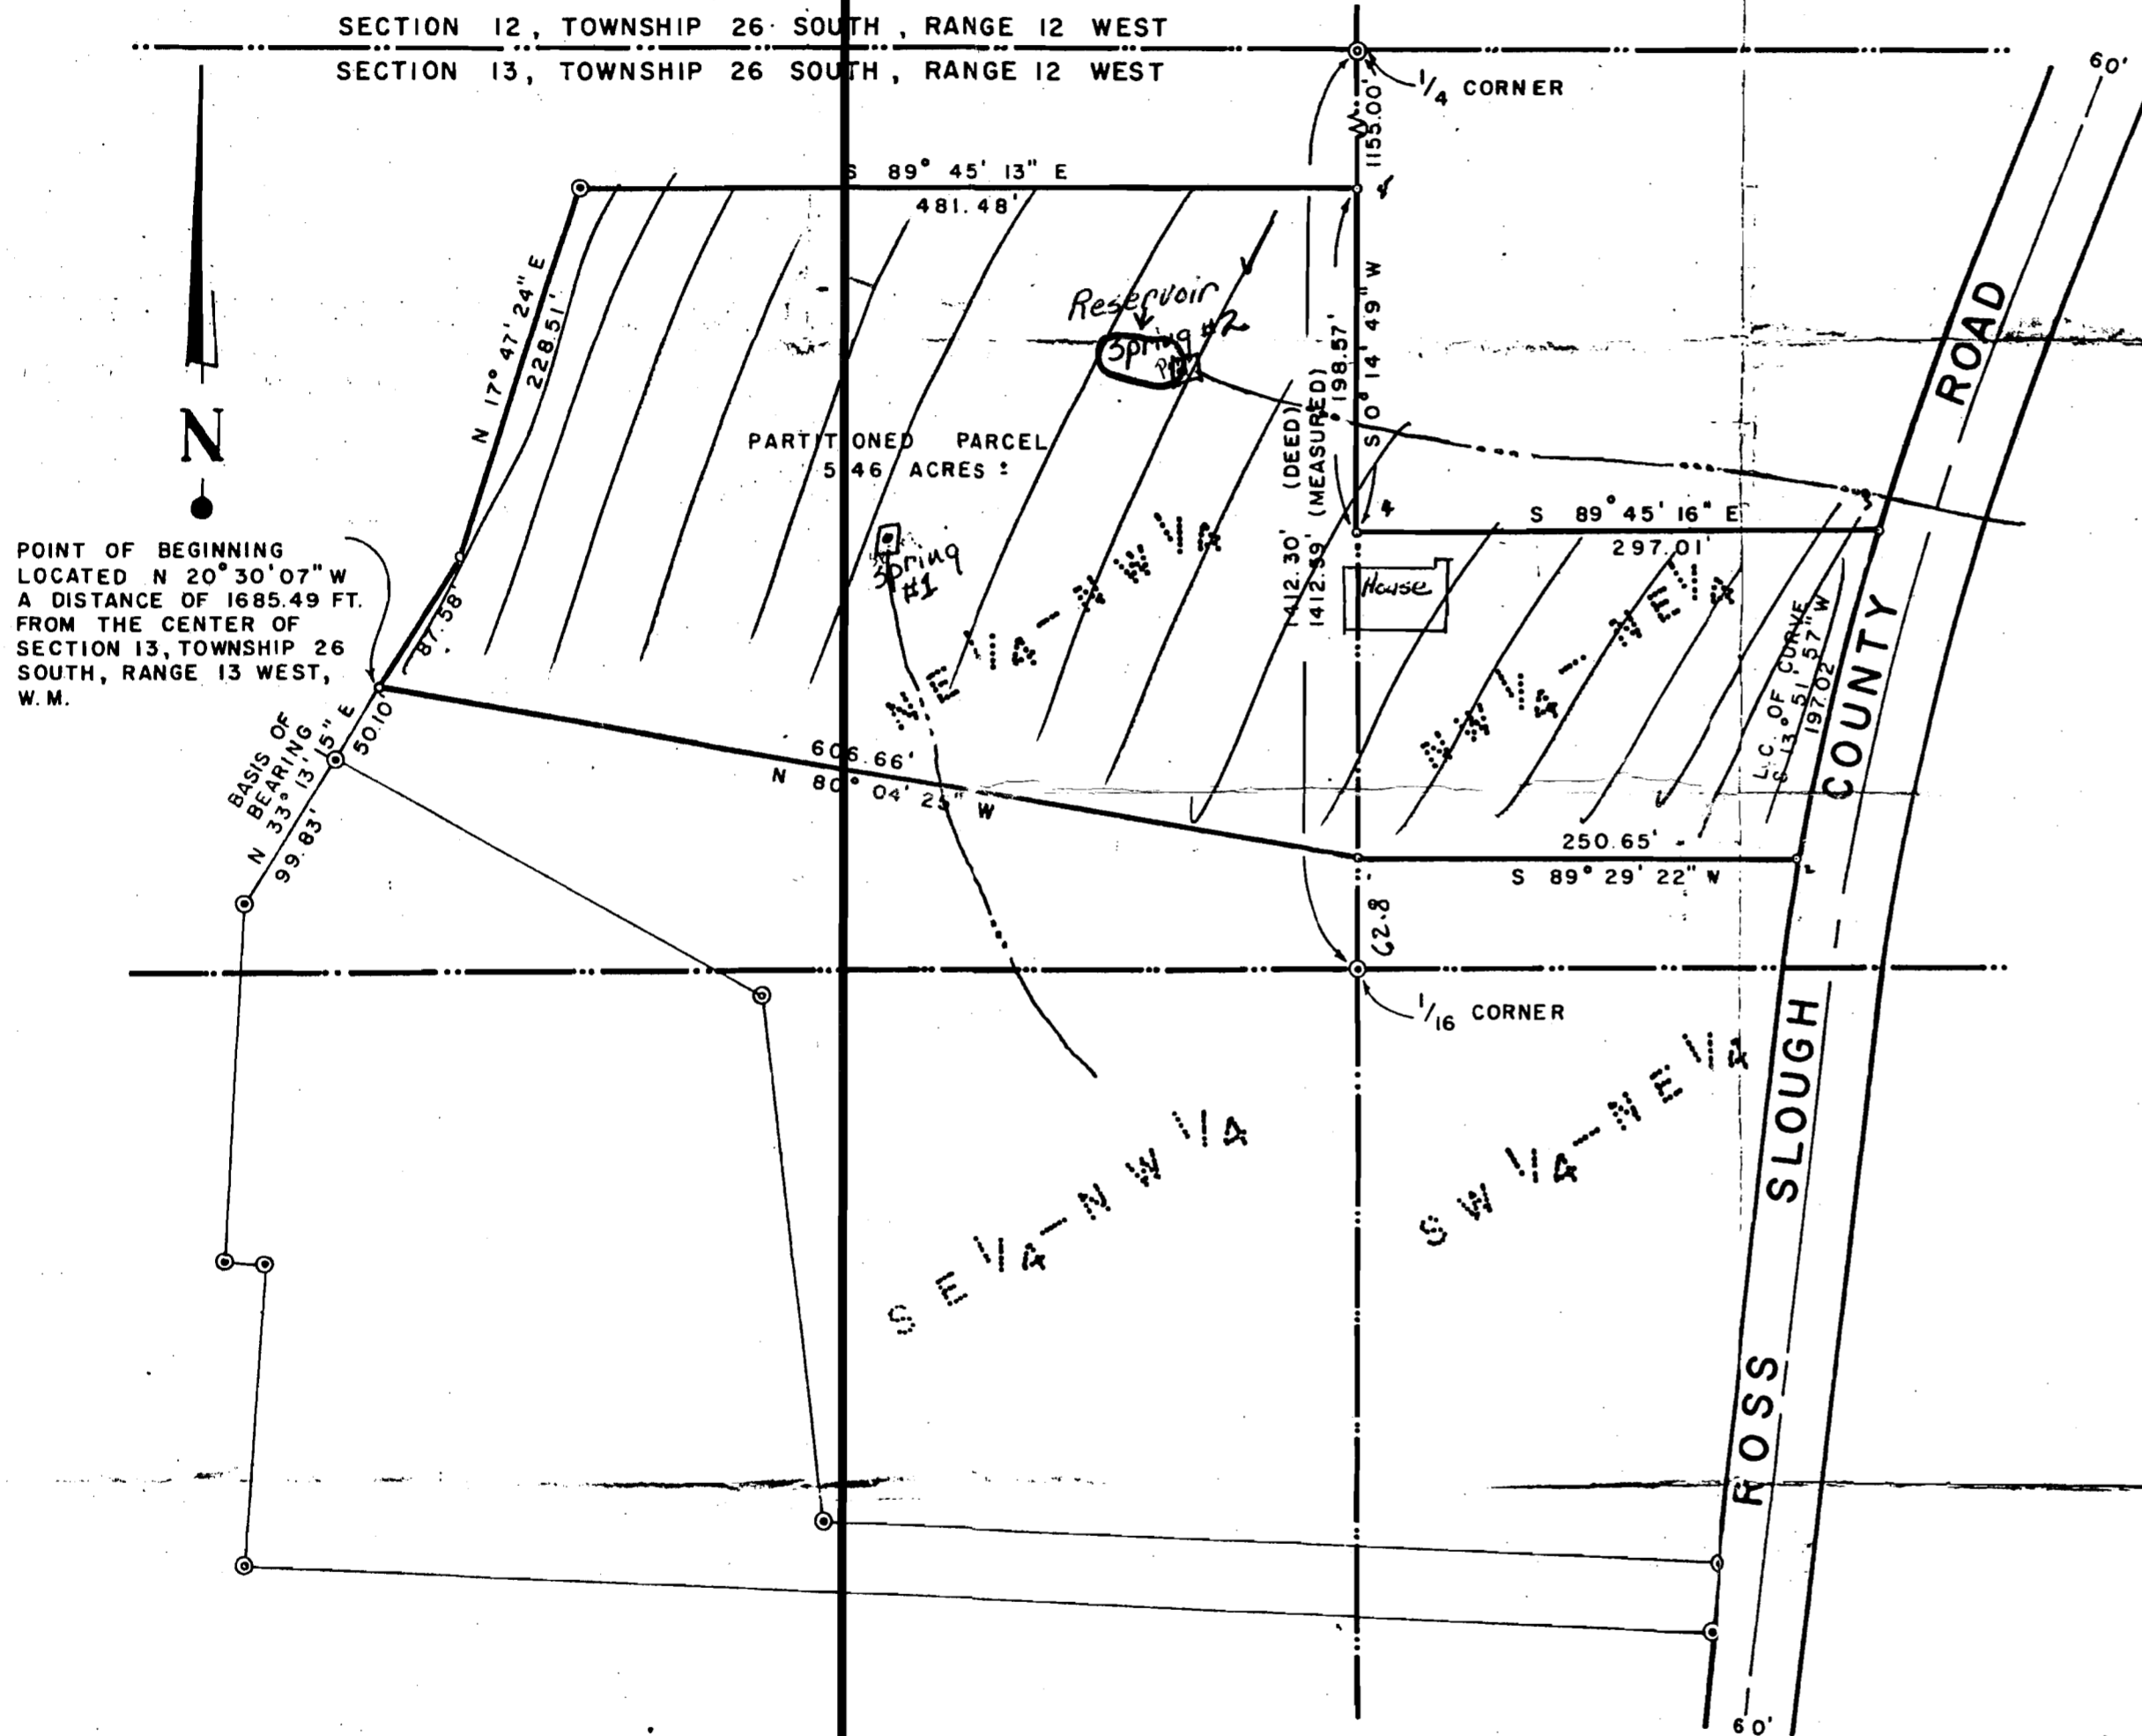 SECTION 12, TOWNSHIP 26 SOUTH, RANGE 12 WEST
SECTION 13, TOWNSHIP 26 SOUTH, RANGE 12 WEST
60'
1/4 CORNER
1155.00'
S 89° 45' 13" E
481.48'
N 17° 47' 24" E
228.51'
Reservoir
Spring #2
S 0° 14' 49" W
198.57'
1412.30' (DEED)
1412.59' (MEASURED)
ROAD
N
PARTITIONED PARCEL
5.46 ACRES ±
4
3
S 89° 45' 16" E
297.01'
POINT OF BEGINNING
LOCATED N 20°30'07"W
A DISTANCE OF 1685.49 FT.
FROM THE CENTER OF
SECTION 13, TOWNSHIP 26
SOUTH, RANGE 13 WEST,
W.M.
Spring
#1
House
87.58'
NE 1/4 - NW 1/4
NW 1/4 - NE 1/4
L.C. OF CURVE
S 13° 51' 57" W
197.02
COUNTY
BASIS OF
BEARING
N 33° 13' 15" E
50.10'
99.83'
606.66'
N 80° 04' 25" W
250.65'
S 89° 29' 22" W
2
62.8
1/16 CORNER
SLOUGH
SE 1/4 - NW 1/4
SW 1/4 - NE 1/4
ROSS
60'